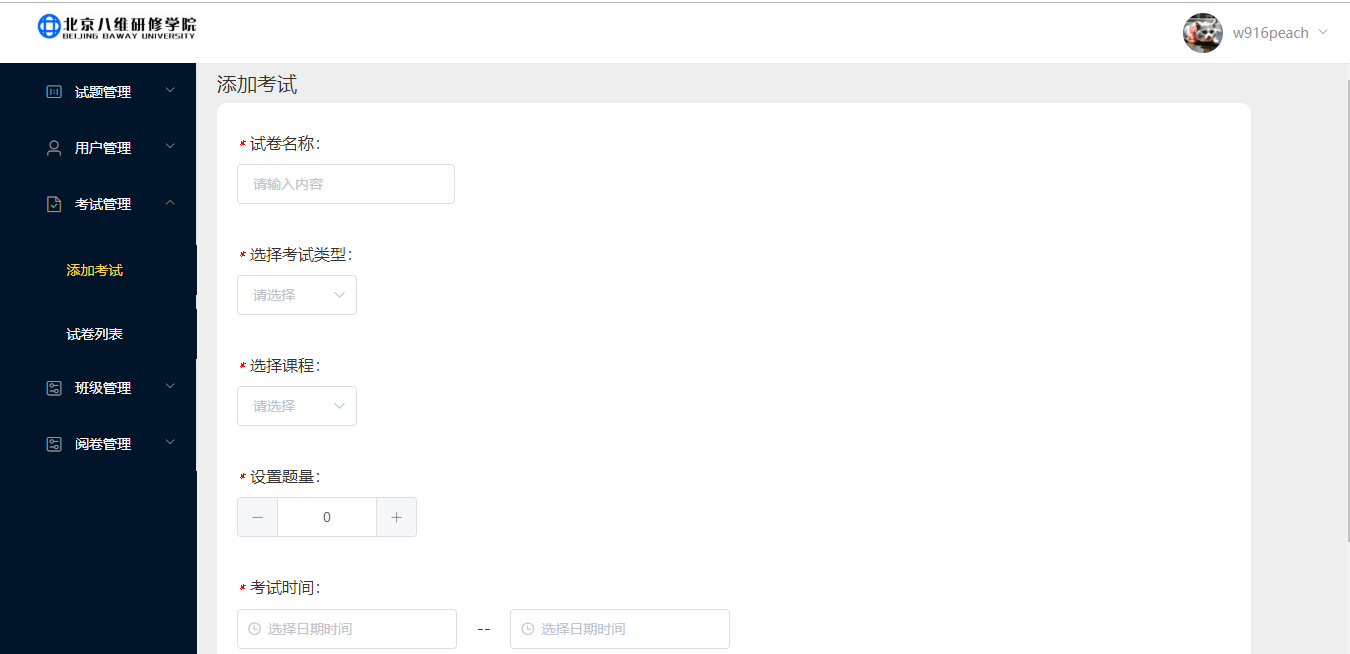 北京八维研修学院
BEIJING BAWAY UNIVERSITY
w916peach
试题管理
用户管理
考试管理
添加考试
试卷列表
班级管理
阅卷管理
添加考试
* 试卷名称:
请输入内容
* 选择考试类型:
请选择
* 选择课程:
请选择
* 设置题量:
− 0 +
* 考试时间:
选择日期时间 -- 选择日期时间